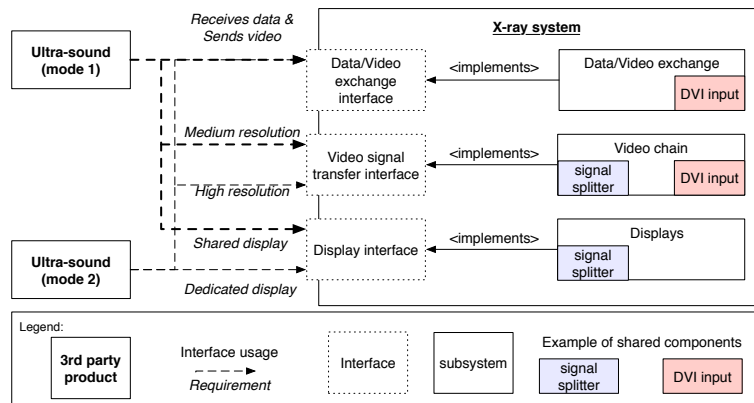 Receives data &
Sends video
X-ray system
Ultra-sound
(mode 1)
Data/Video
exchange
interface
<implements>
Data/Video exchange
DVI input
Medium resolution
Video signal
transfer interface
<implements>
Video chain
signal
splitter
DVI input
High resolution
Shared display
Display interface
<implements>
Displays
signal
splitter
Ultra-sound
(mode 2)
Dedicated display
Legend:
3rd party
product
Interface usage
Requirement
Interface
subsystem
Example of shared components
signal
splitter
DVI input